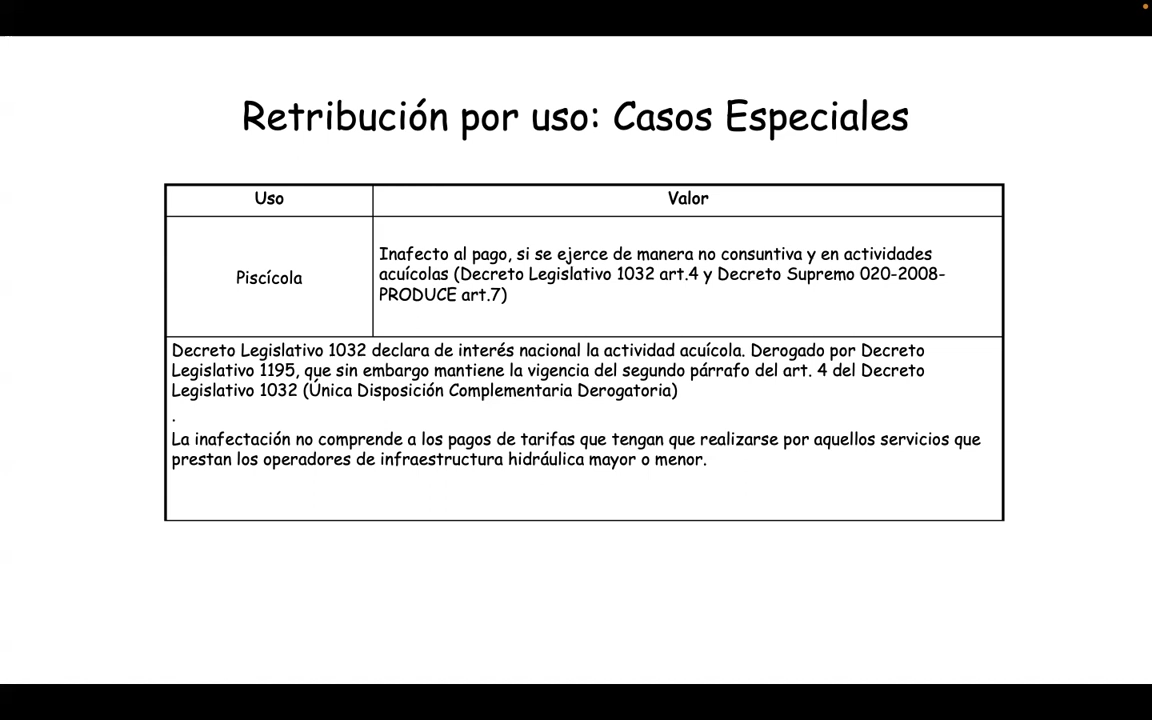 Retribución por uso: Casos Especiales
Uso
Valor
Piscícola
Inafecto al pago, si se ejerce de manera no consuntiva y en actividades
acuícolas (Decreto Legislativo 1032 art.4 y Decreto Supremo 020-2008-
PRODUCE art.7)
Decreto Legislativo 1032 declara de interés nacional la actividad acuícola. Derogado por Decreto
Legislativo 1195, que sin embargo mantiene la vigencia del segundo párrafo del art. 4 del Decreto
Legislativo 1032 (Única Disposición Complementaria Derogatoria)
.
La inafectación no comprende a los pagos de tarifas que tengan que realizarse por aquellos servicios que
prestan los operadores de infraestructura hidráulica mayor o menor.